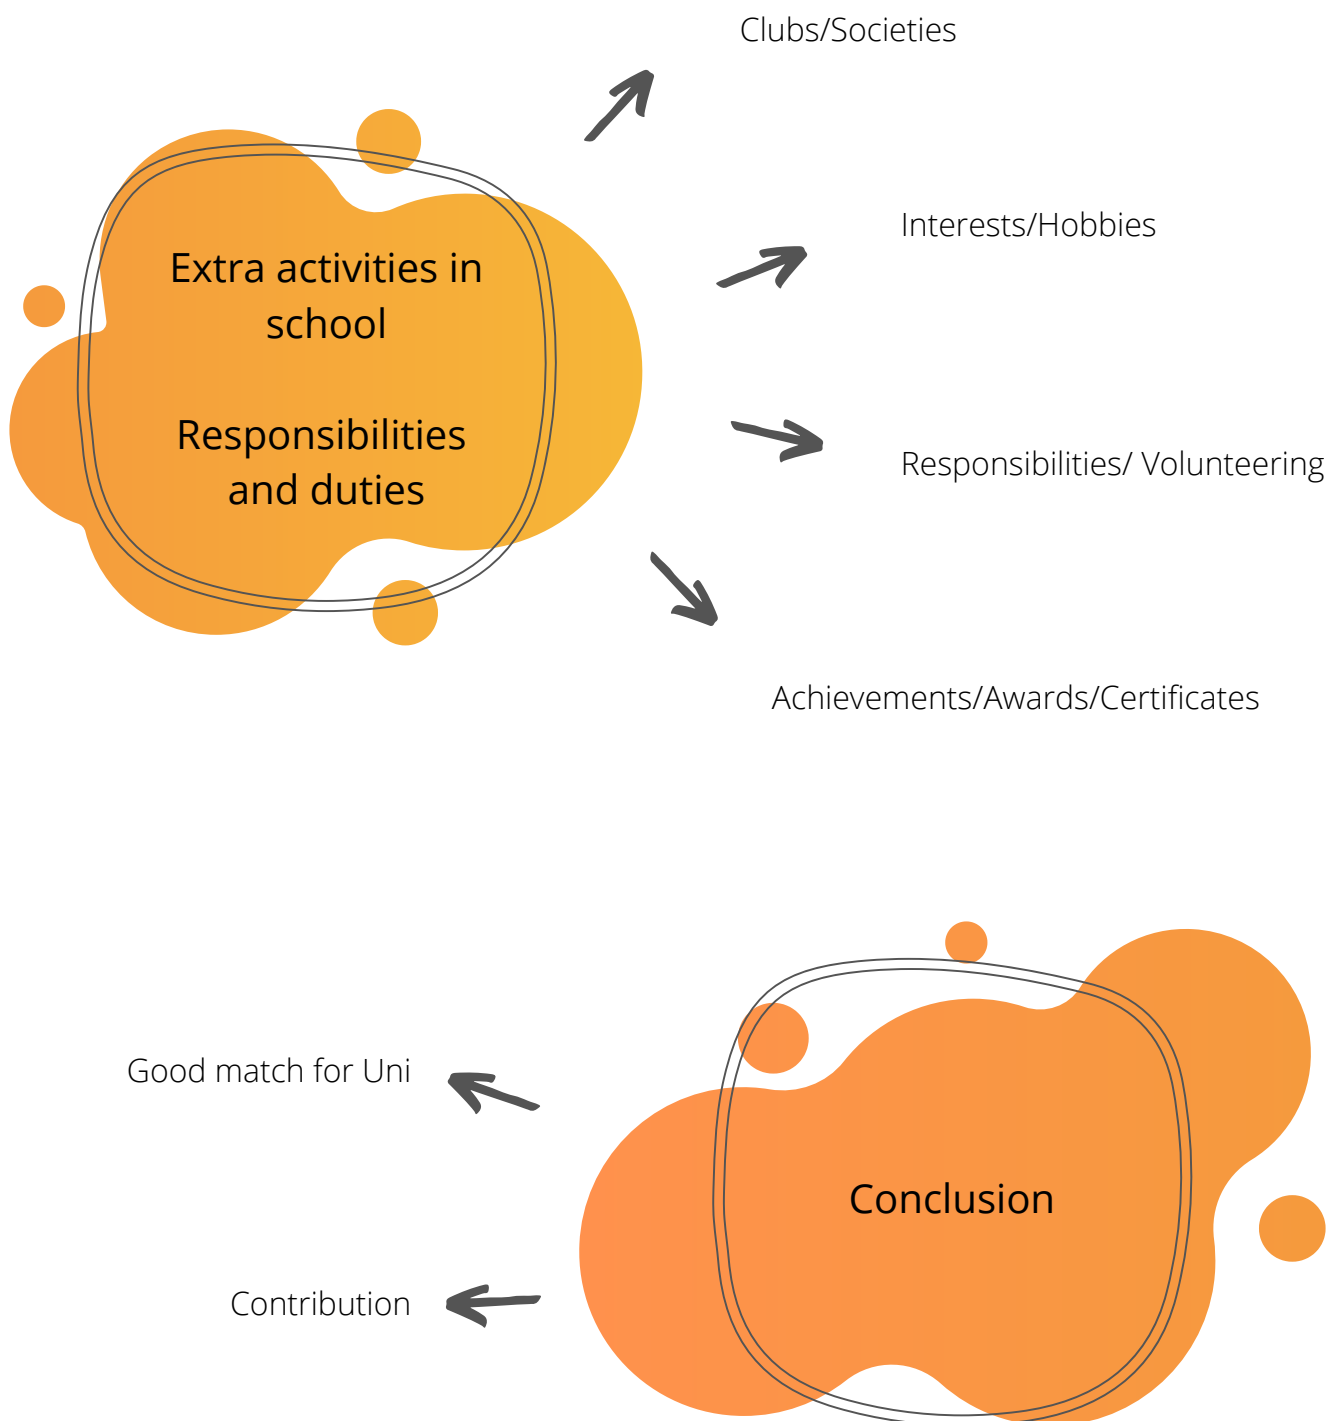 Clubs/Societies
Interests/Hobbies
Extra activities in
school
Responsibilities
and duties
Responsibilities/ Volunteering
Achievements/Awards/Certificates
Good match for Uni
Conclusion
Contribution